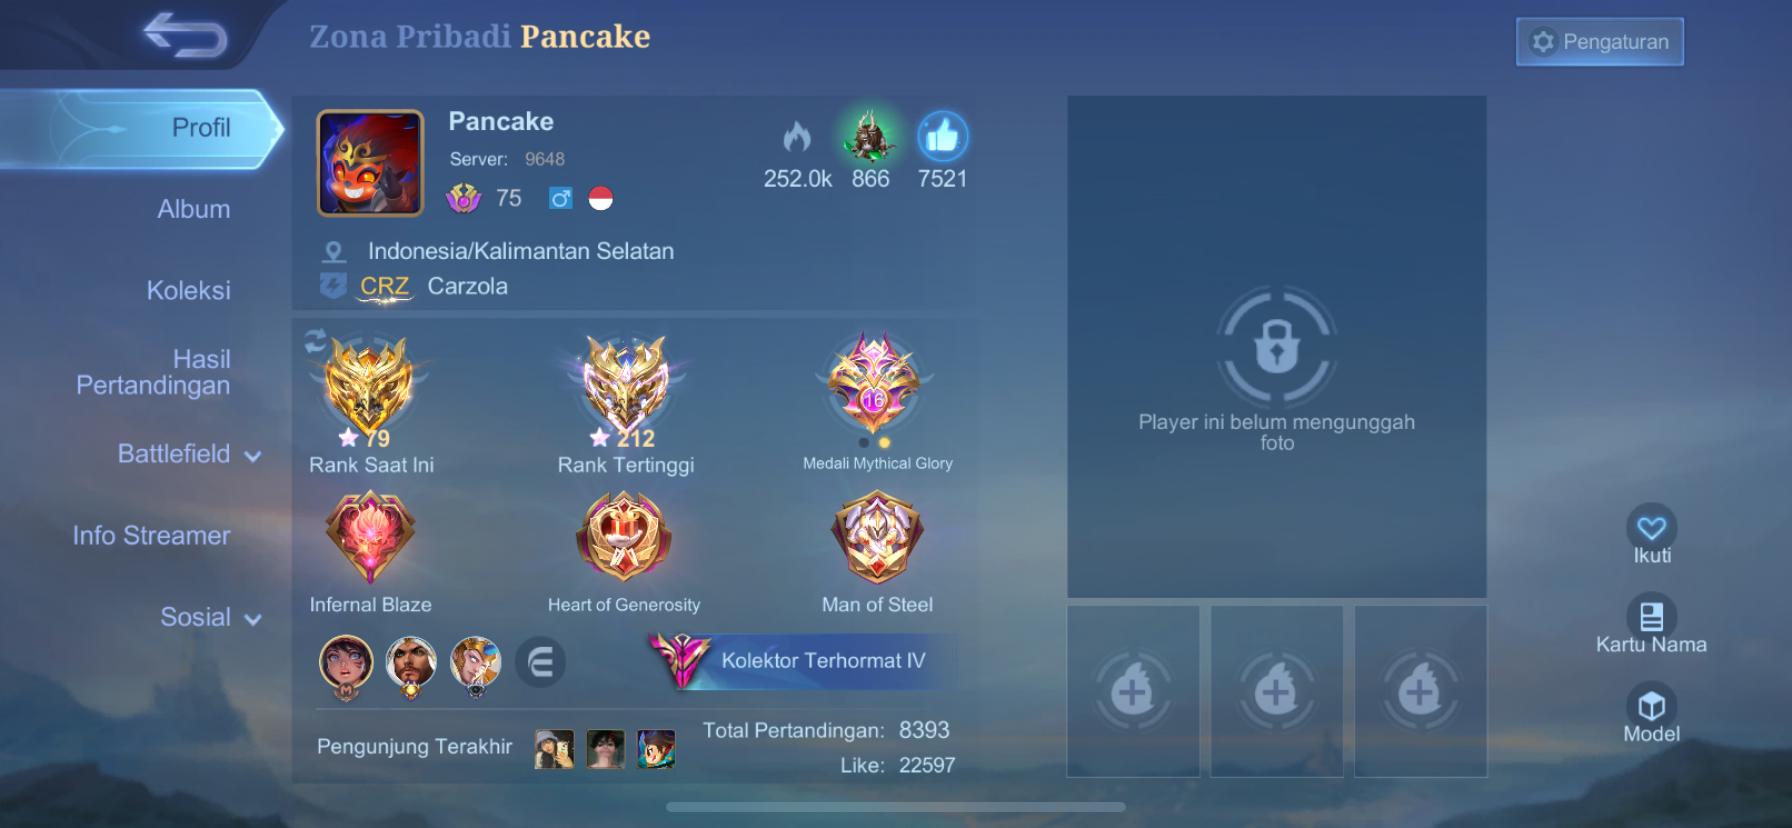 Zona Pribadi Pancake
Pengaturan
Profil
Album
Koleksi
Hasil
Pertandingan
Battlefield
Info Streamer
Sosial
Pancake
Server: 9648
75
252.0k
866
7521
Indonesia/Kalimantan Selatan
CRZ Carzola
79
Rank Saat Ini
212
Rank Tertinggi
16
Medali Mythical Glory
Infernal Blaze
Heart of Generosity
Man of Steel
Kolektor Terhormat IV
Pengunjung Terakhir
Total Pertandingan: 8393
Like: 22597
Player ini belum mengunggah
foto
Ikuti
Kartu Nama
Model